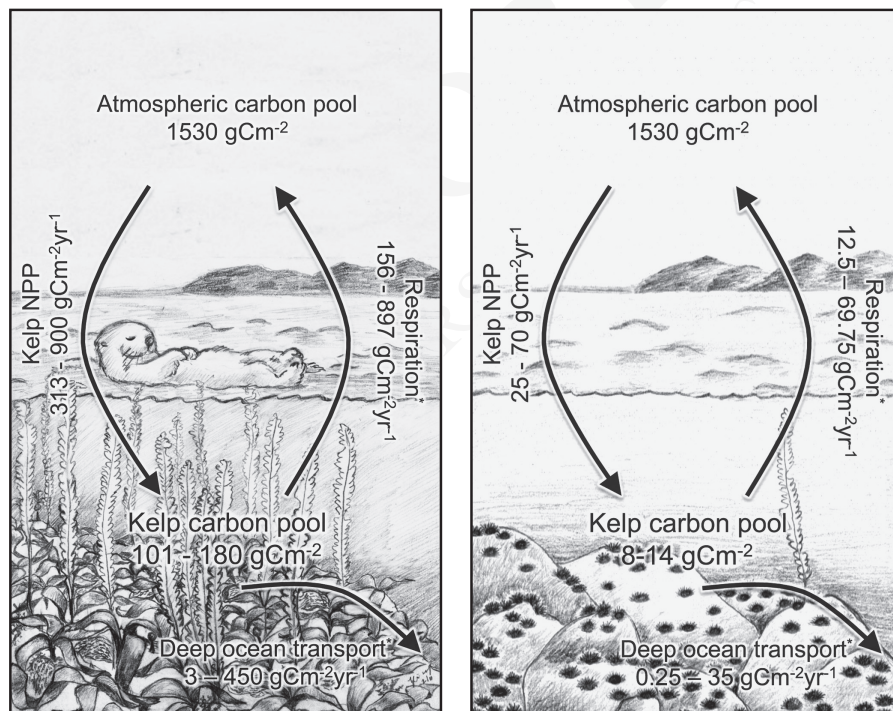 Atmospheric carbon pool
1530 gCm-2
Kelp NPP
313 - 900 gCm-2yr-1
Respiration*
156 - 897 gCm-2yr-1
Kelp carbon pool
101 - 180 gCm-2
Deep ocean transport*
3 – 450 gCm-2yr-1
Atmospheric carbon pool
1530 gCm-2
Kelp NPP
25 - 70 gCm-2yr-1
Respiration*
12.5 – 69.75 gCm-2yr-1
Kelp carbon pool
8-14 gCm-2
Deep ocean transport*
0.25 – 35 gCm-2yr-1